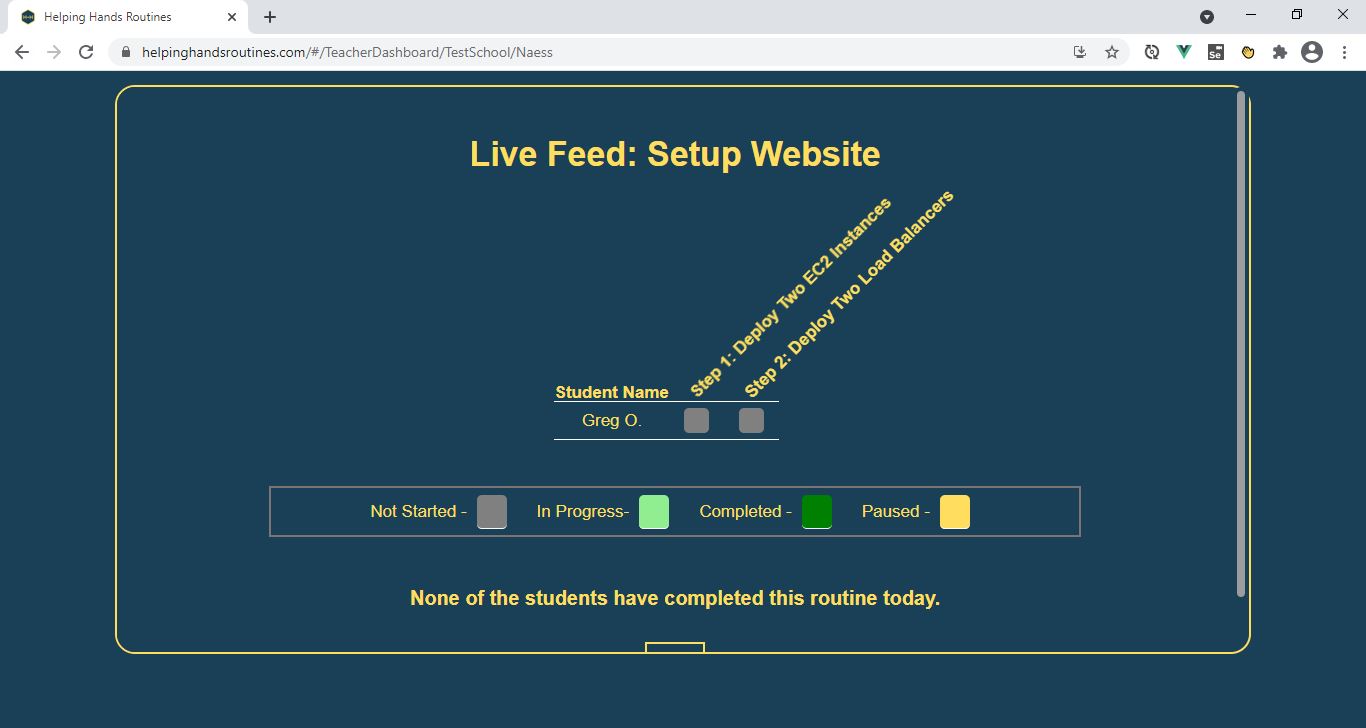 Helping Hands Routines
helpinghandsroutines.com/#/TeacherDashboard/TestSchool/Naess
Se
Live Feed: Setup Website
Step 1: Deploy Two EC2 Instances
Step 2: Deploy Two Load Balancers
Student Name
Greg O.
Not Started - In Progress- Completed - Paused -
None of the students have completed this routine today.